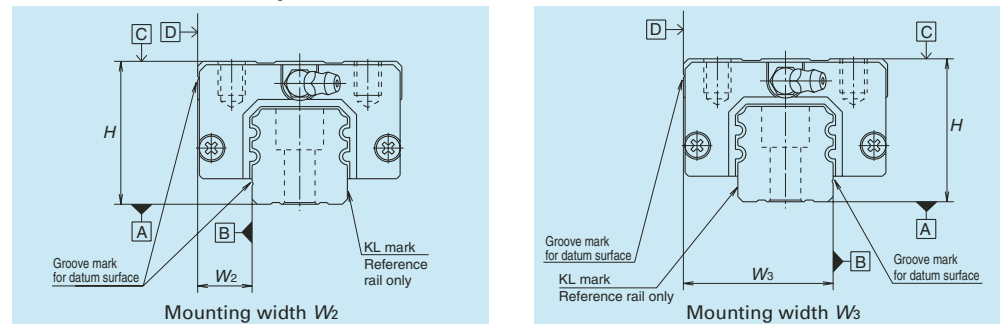 C D
H
A
B
Groove mark
for datum surface
KL mark
Reference
rail only
W2
Mounting width W2
D C
H
A
Groove mark
for datum surface
B
Groove mark
for datum surface
KL mark
Reference rail only
W3
Mounting width W3